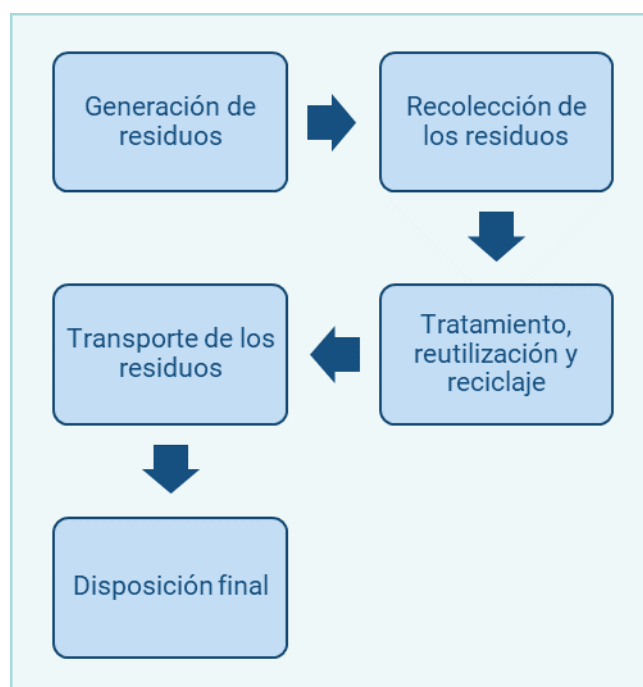 Generación de
residuos
Recolección de
los residuos
Tratamiento,
reutilización y
reciclaje
Transporte de los
residuos
Disposición final